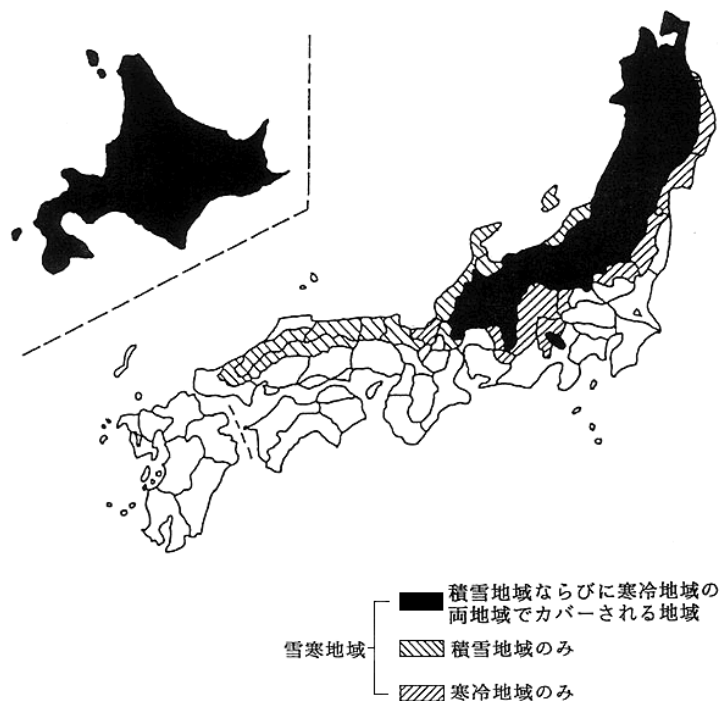 積雪地域ならびに寒冷地域の
両地域でカバーされる地域
雪寒地域
積雪地域のみ
寒冷地域のみ